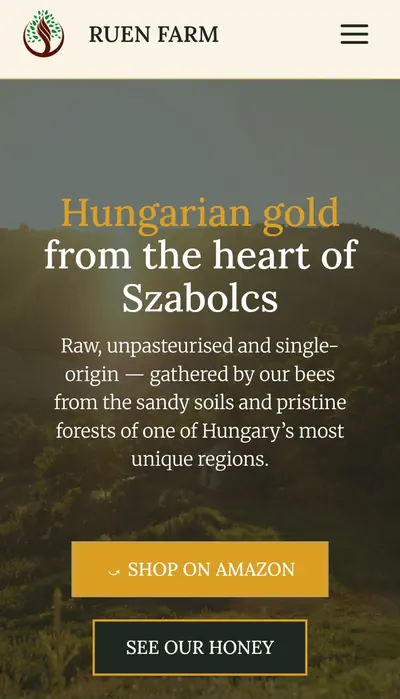 RUEN FARM
Hungarian gold
from the heart of
Szabolcs
Raw, unpasteurised and single-
origin — gathered by our bees
from the sandy soils and pristine
forests of one of Hungary’s most
unique regions.
SHOP ON AMAZON
SEE OUR HONEY